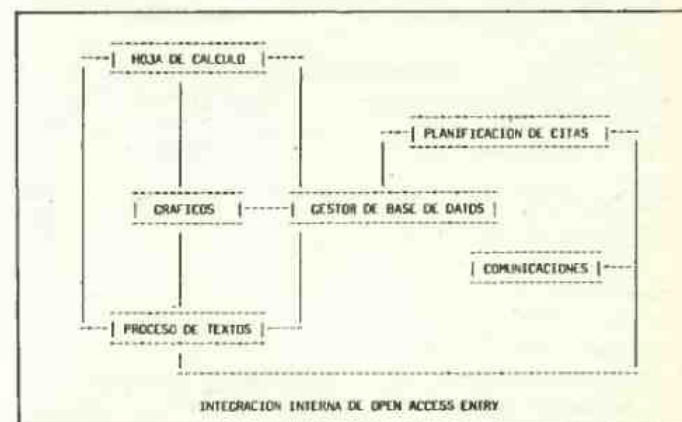 HOJA DE CALCULO
PLANIFICACION DE CITAS
GRAFICOS
GESTOR DE BASE DE DATOS
COMUNICACIONES
PROCESO DE TEXTOS
INTEGRACION INTERNA DE OPEN ACCESS ENTRY